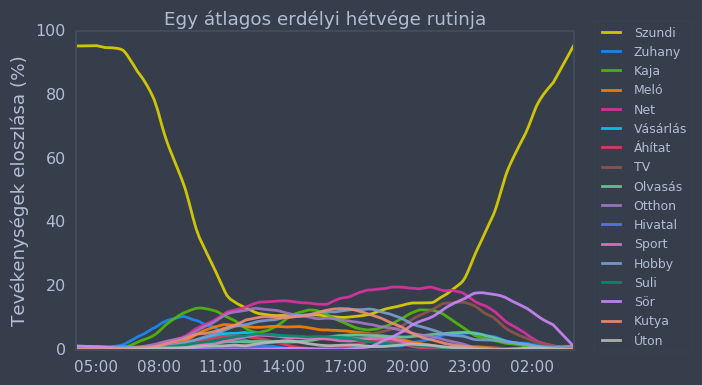 Egy átlagos erdélyi hétvége rutinja
Tevékenységek eloszlása (%)
100
80
60
40
20
0
05:00 08:00 11:00 14:00 17:00 20:00 23:00 02:00
Szundi
Zuhany
Kaja
Meló
Net
Vásárlás
Áhítat
TV
Olvasás
Otthon
Hivatal
Sport
Hobby
Suli
Sör
Kutya
Úton